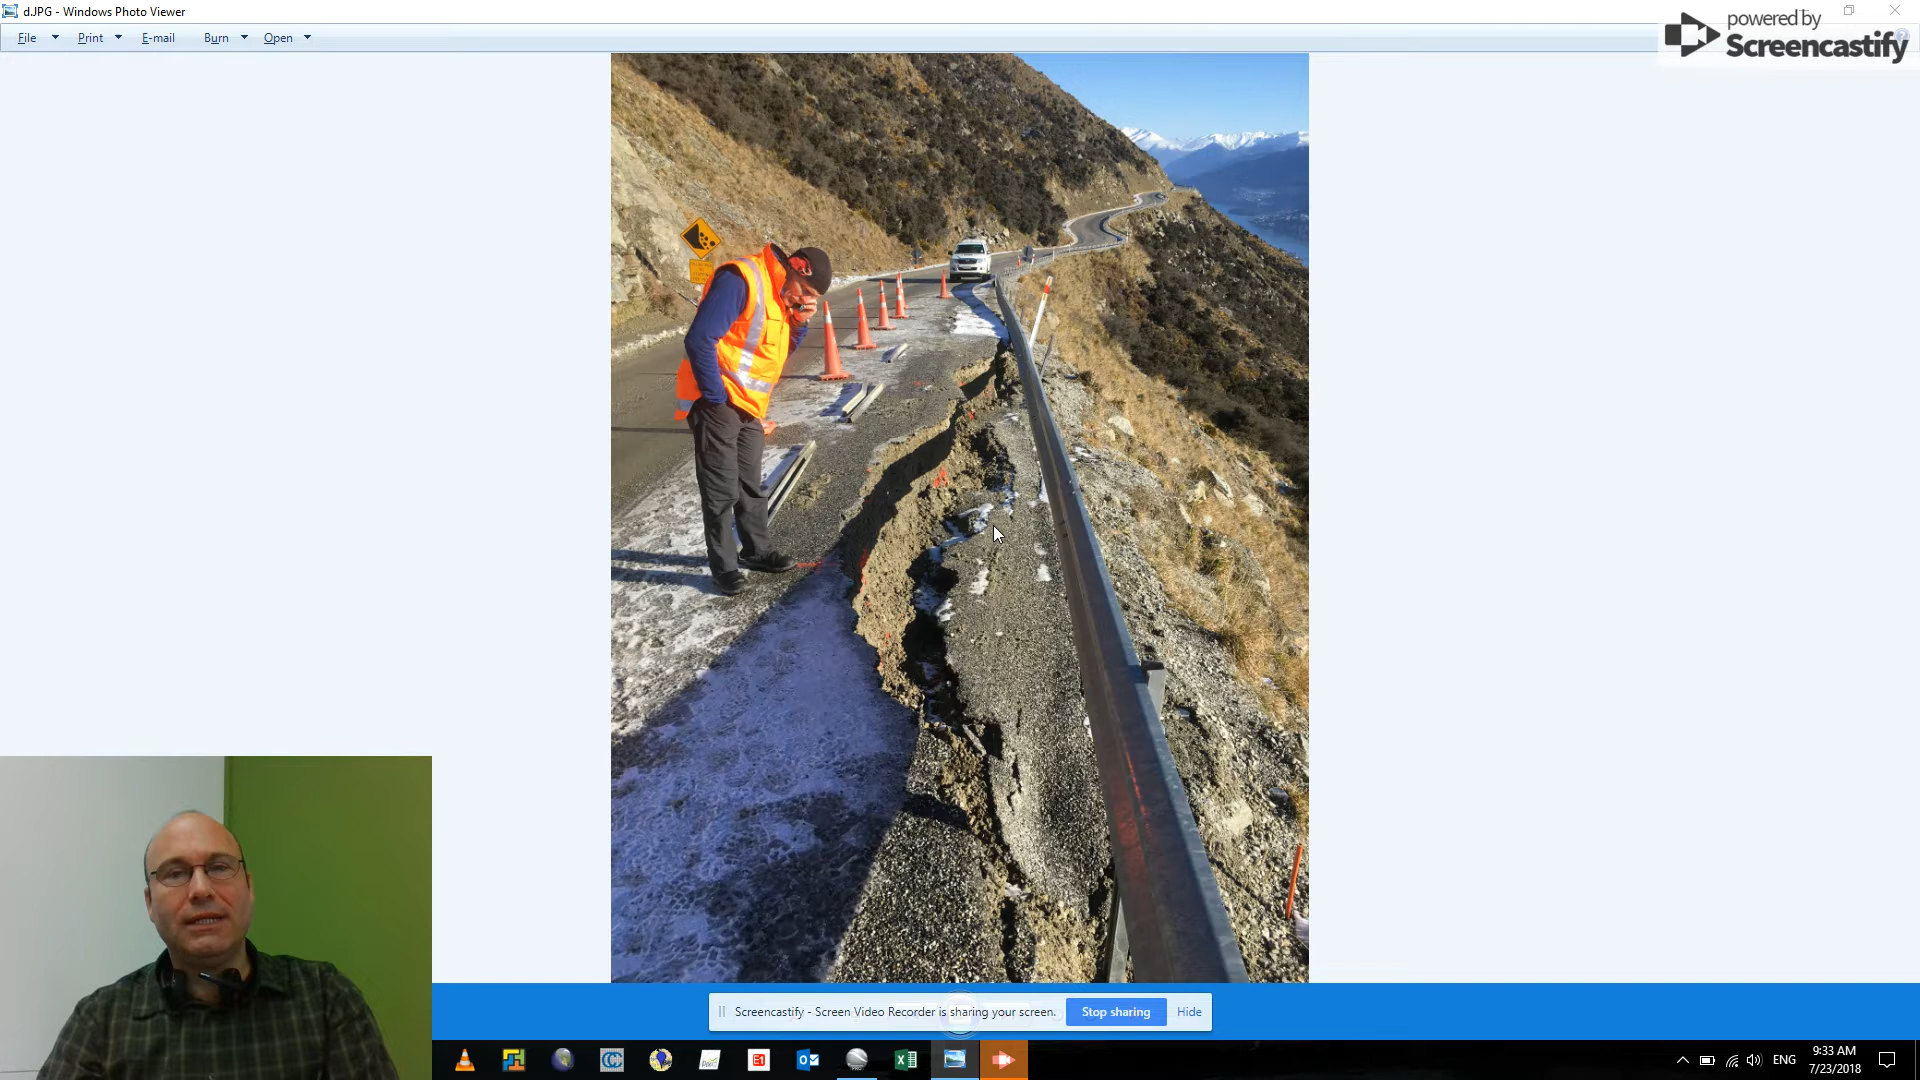 d.JPG - Windows Photo Viewer
File Print E-mail Burn Open
powered by
Screencastify
Screencastify - Screen Video Recorder is sharing your screen. Stop sharing Hide
ENG
9:33 AM
7/23/2018